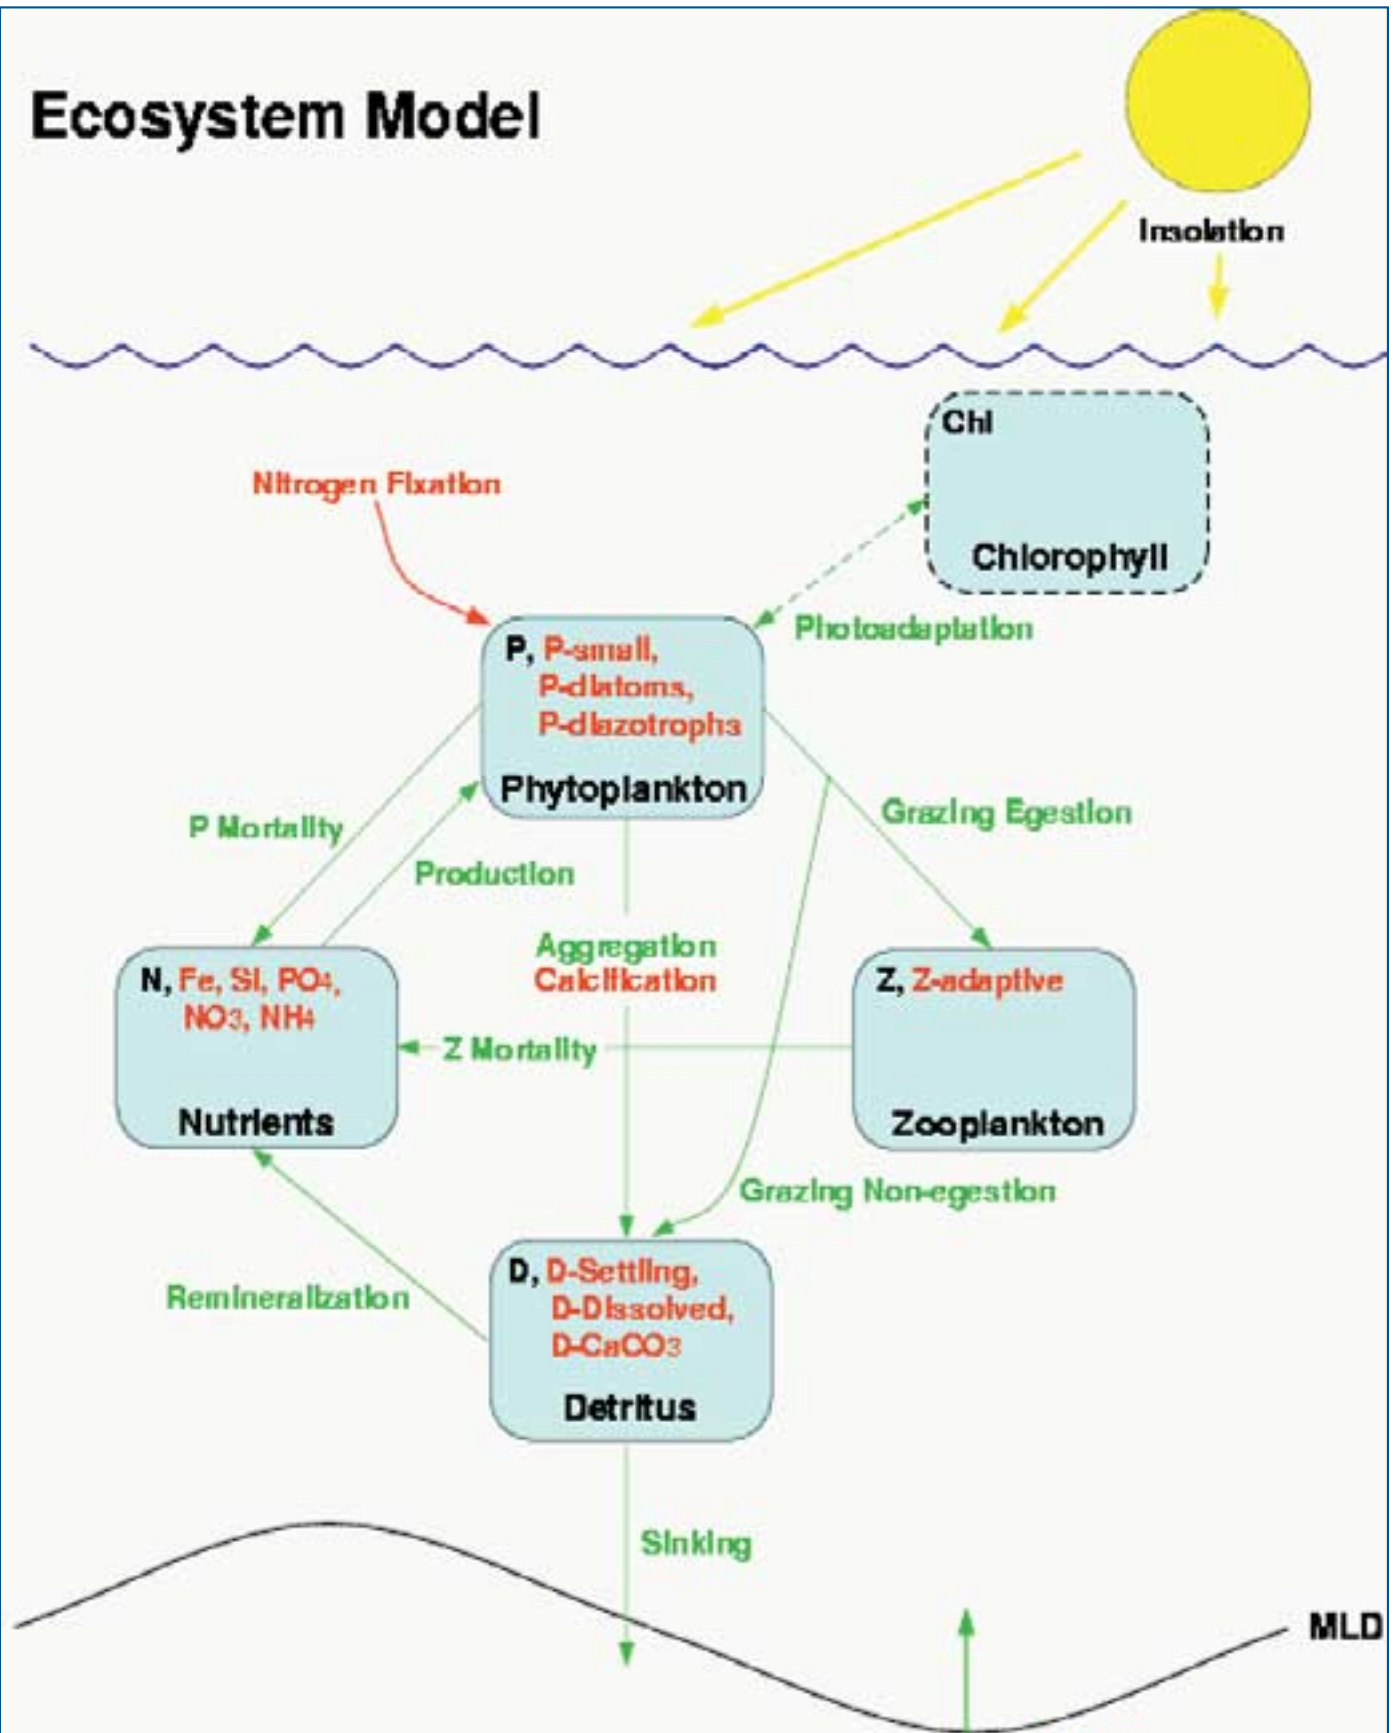 Ecosystem Model
Insolation
Chl
Chlorophyll
Nitrogen Fixation
Photoadaptation
P, P-small,
P-diatoms,
P-diazotrophs
Phytoplankton
P Mortality
Grazing Egestion
Production
Aggregation
Calcification
N, Fe, Si, PO4,
NO3, NH4
Nutrients
Z Mortality
Z, Z-adaptive
Zooplankton
Grazing Non-egestion
D, D-Settling,
D-Dissolved,
D-CaCO3
Detritus
Remineralization
Sinking
MLD